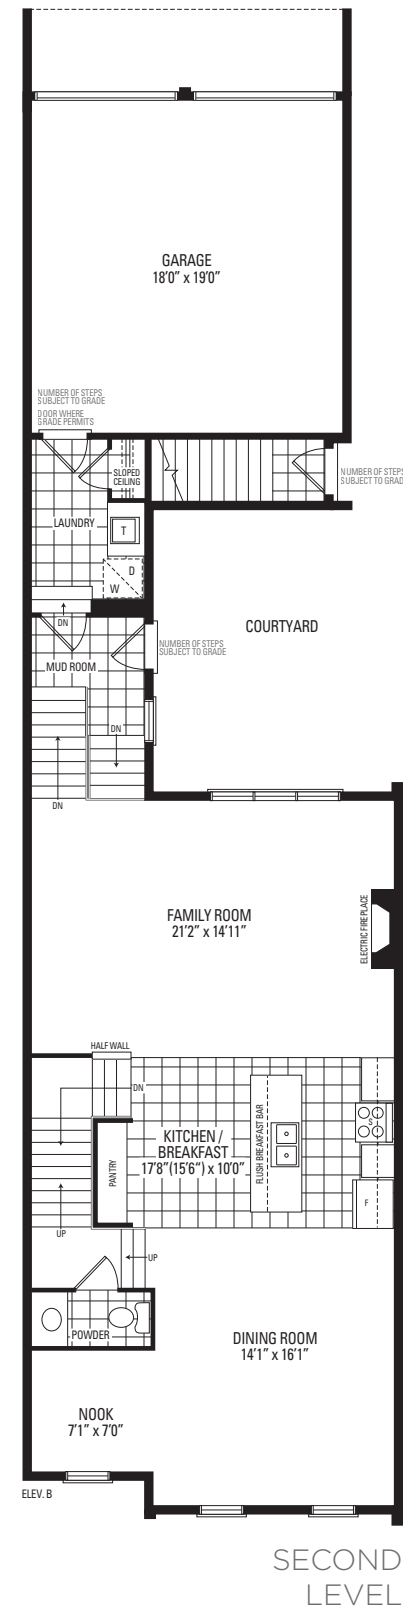 GARAGE
18'0" x 19'0"
NUMBER OF STEPS
SUBJECT TO GRADE
DOOR WHERE
GRADE PERMITS
SLOPED
CEILING
NUMBER OF STEPS
SUBJECT TO GRADE
LAUNDRY
T
D
W
DN
COURTYARD
NUMBER OF STEPS
SUBJECT TO GRADE
MUD ROOM
DN
DN
FAMILY ROOM
21'2" x 14'11"
ELECTRIC FIREPLACE
HALF WALL
DN
KITCHEN /
BREAKFAST
17'8"(15'6") x 10'0"
FLUSH BREAKFAST BAR
S
PANTRY
F
UP
UP
POWDER
DINING ROOM
14'1" x 16'1"
NOOK
7'1" x 7'0"
ELEV. B
SECOND
LEVEL